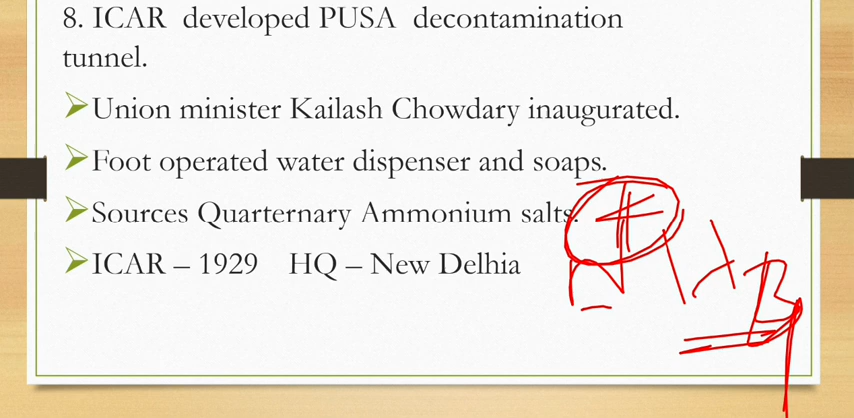 8. ICAR developed PUSA decontamination
tunnel.
Union minister Kailash Chowdary inaugurated.
Foot operated water dispenser and soaps.
Sources Quarternary Ammonium salts.
ICAR – 1929 HQ – New Delhia